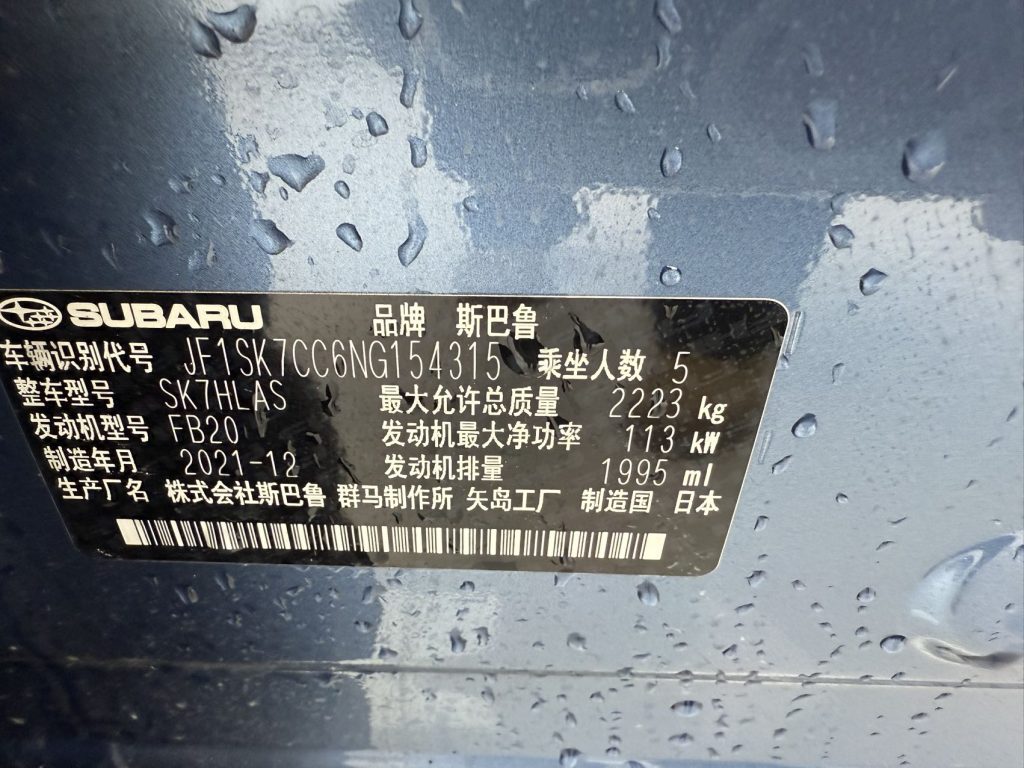 SUBARU 品牌 斯巴鲁
车辆识别代号 JF1SK7CC6NG154315 乘坐人数 5
整车型号 SK7HLAS 最大允许总质量 2223 kg
发动机型号 FB20 发动机最大净功率 113 kW
制造年月 2021-12 发动机排量 1995 ml
生产厂名 株式会社斯巴鲁 群马制作所 矢岛工厂 制造国 日本